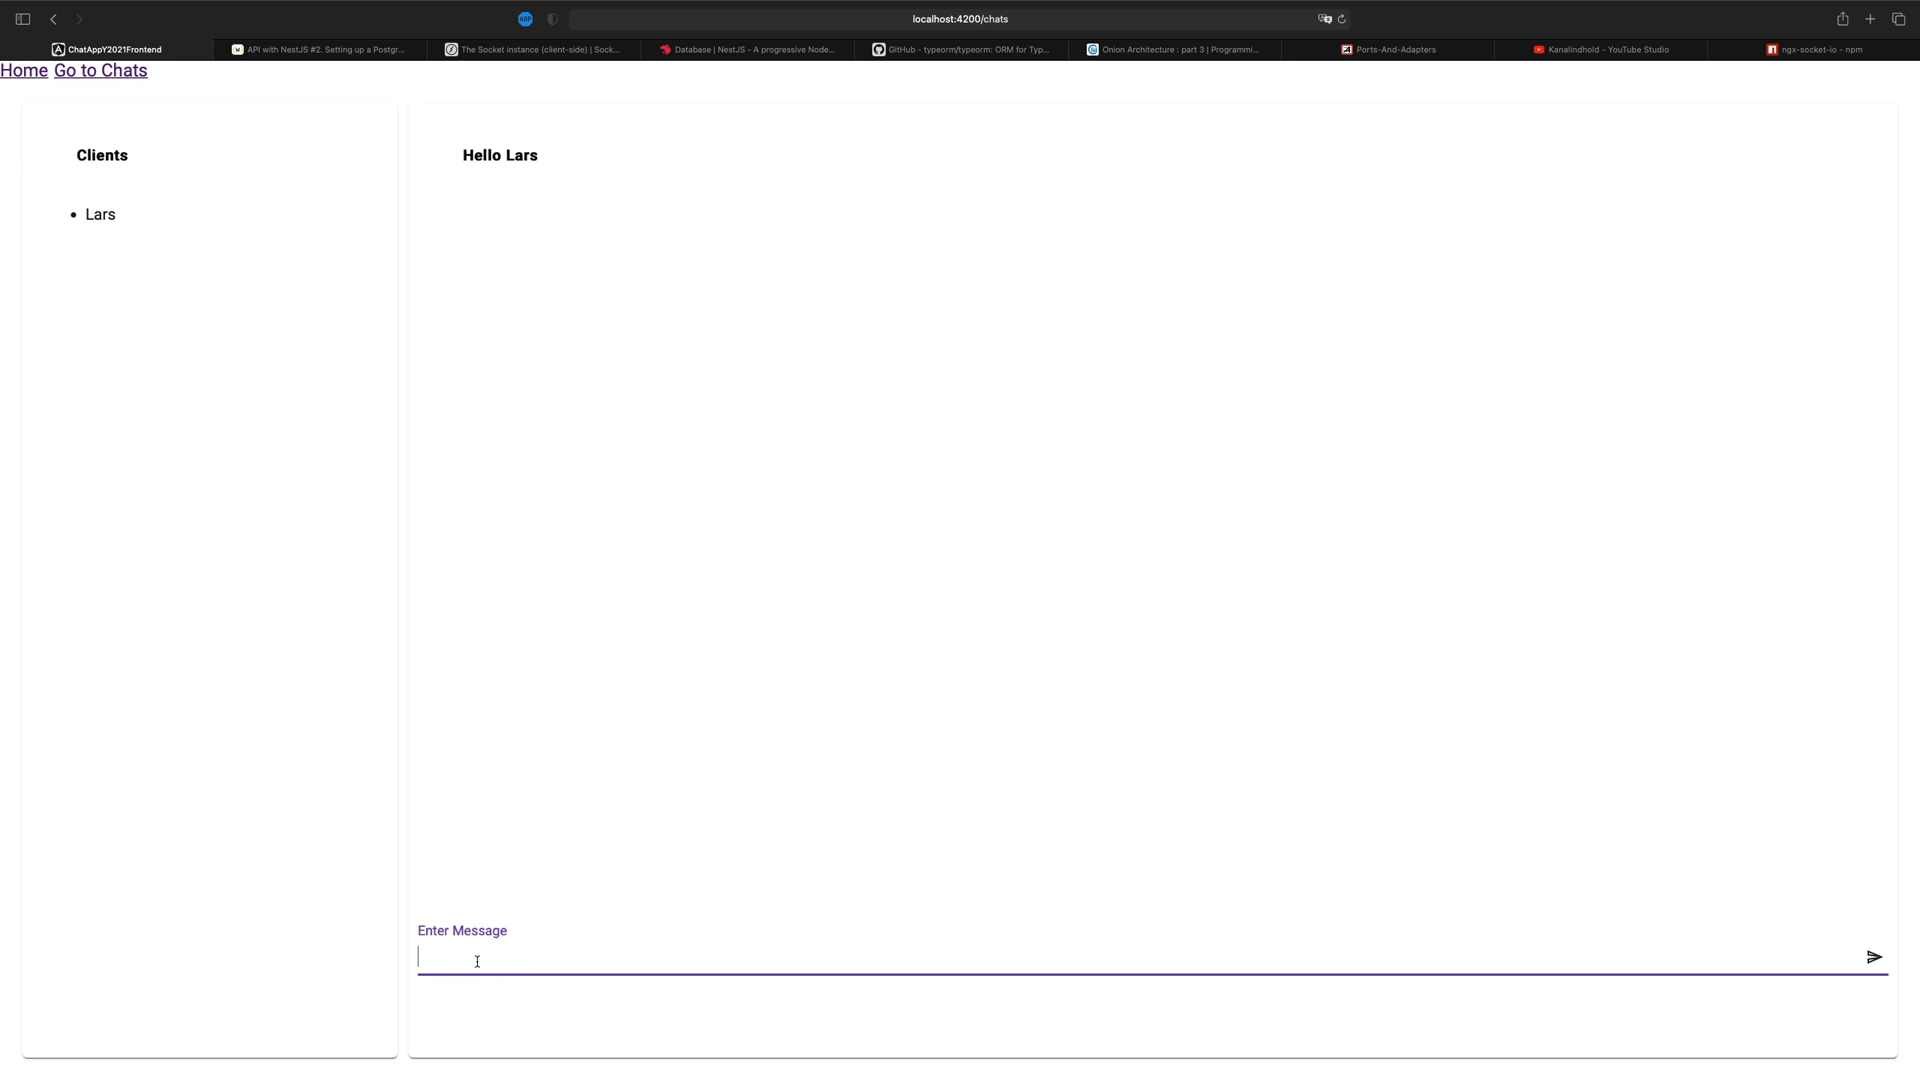 localhost:4200/chats
ChatAppY2021Frontend
API with NestJS #2. Setting up a Postgr...
The Socket instance (client-side) | Sock...
Database | NestJS - A progressive Node...
GitHub - typeorm/typeorm: ORM for Typ...
Onion Architecture : part 3 | Programmi...
Ports-And-Adapters
Kanalindhold - YouTube Studio
ngx-socket-io - npm
Home Go to Chats
Clients
Lars
Hello Lars
Enter Message